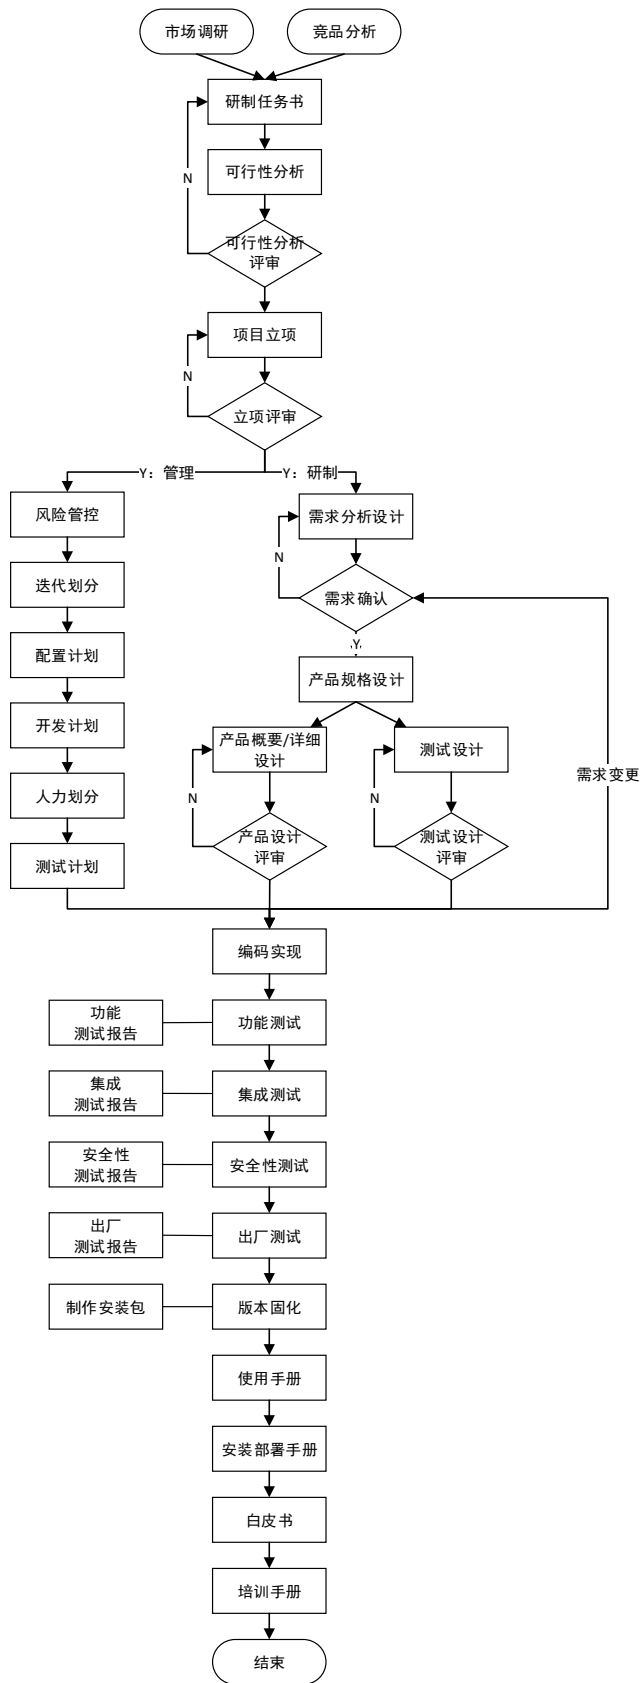 市场调研
竞品分析
研制任务书
N
可行性分析
可行性分析
评审
项目立项
N
立项评审
Y：管理
Y：研制
风险管控
需求分析设计
N
迭代划分
需求确认
Y
配置计划
产品规格设计
开发计划
产品概要/详细
设计
测试设计
需求变更
人力划分
N
N
测试计划
产品设计
评审
测试设计
评审
编码实现
功能
测试报告
功能测试
集成
测试报告
集成测试
安全性
测试报告
安全性测试
出厂
测试报告
出厂测试
制作安装包
版本固化
使用手册
安装部署手册
白皮书
培训手册
结束